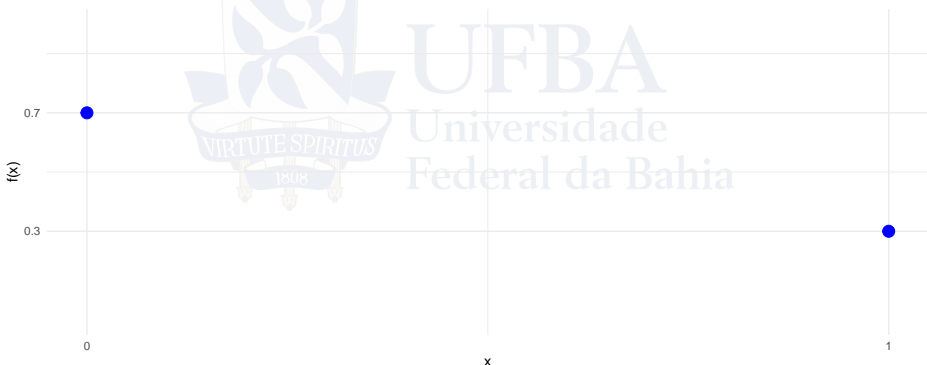 UFBA
Universidade
Federal da Bahia
VIRTUTE SPIRITUS
1808
f(x)
0.7
0.3
0
1
x